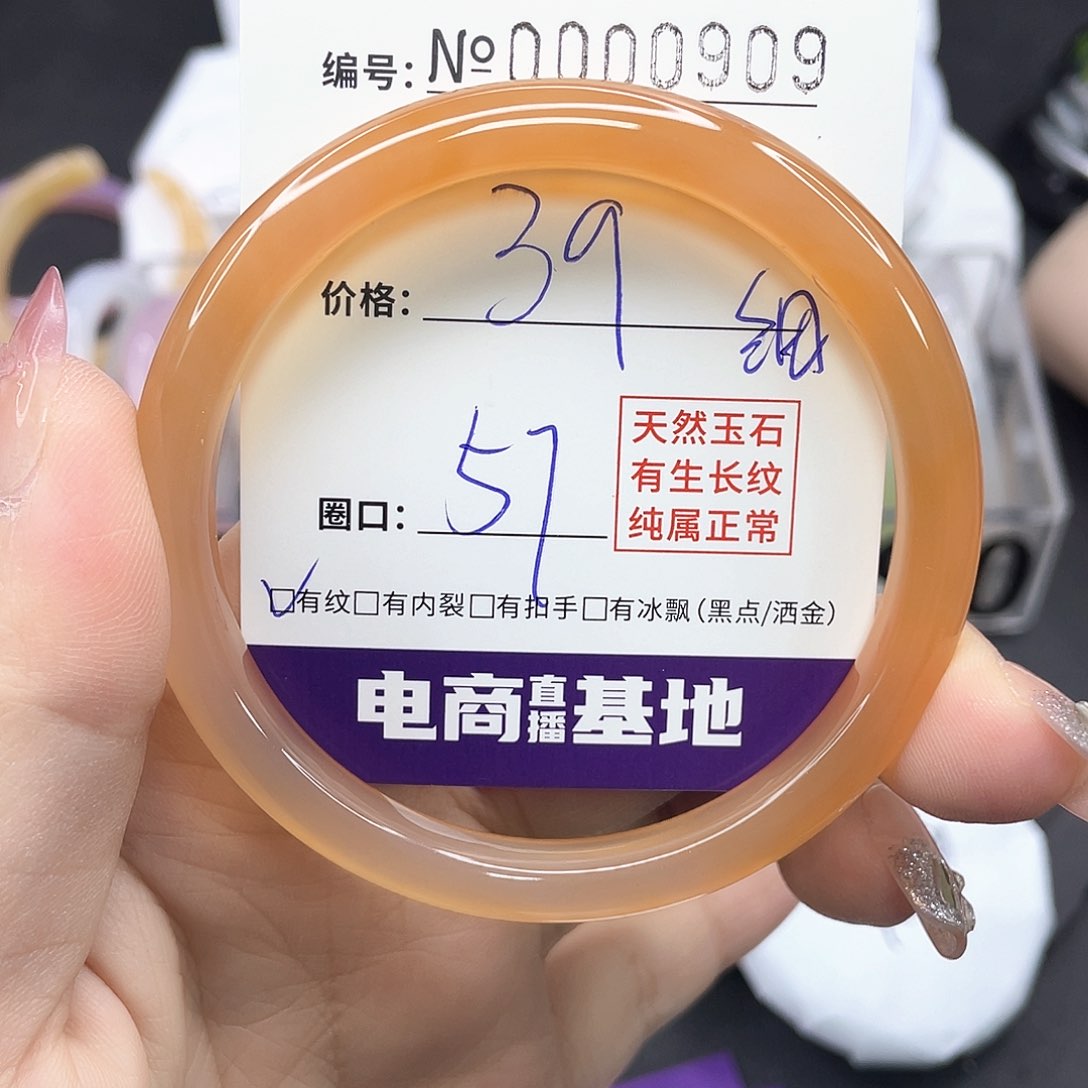 编号：№0000909
价格：39 细
圈口：57
天然玉石
有生长纹
纯属正常
☑有纹□有内裂□有扣手□有冰飘（黑点/洒金）
电商直播基地